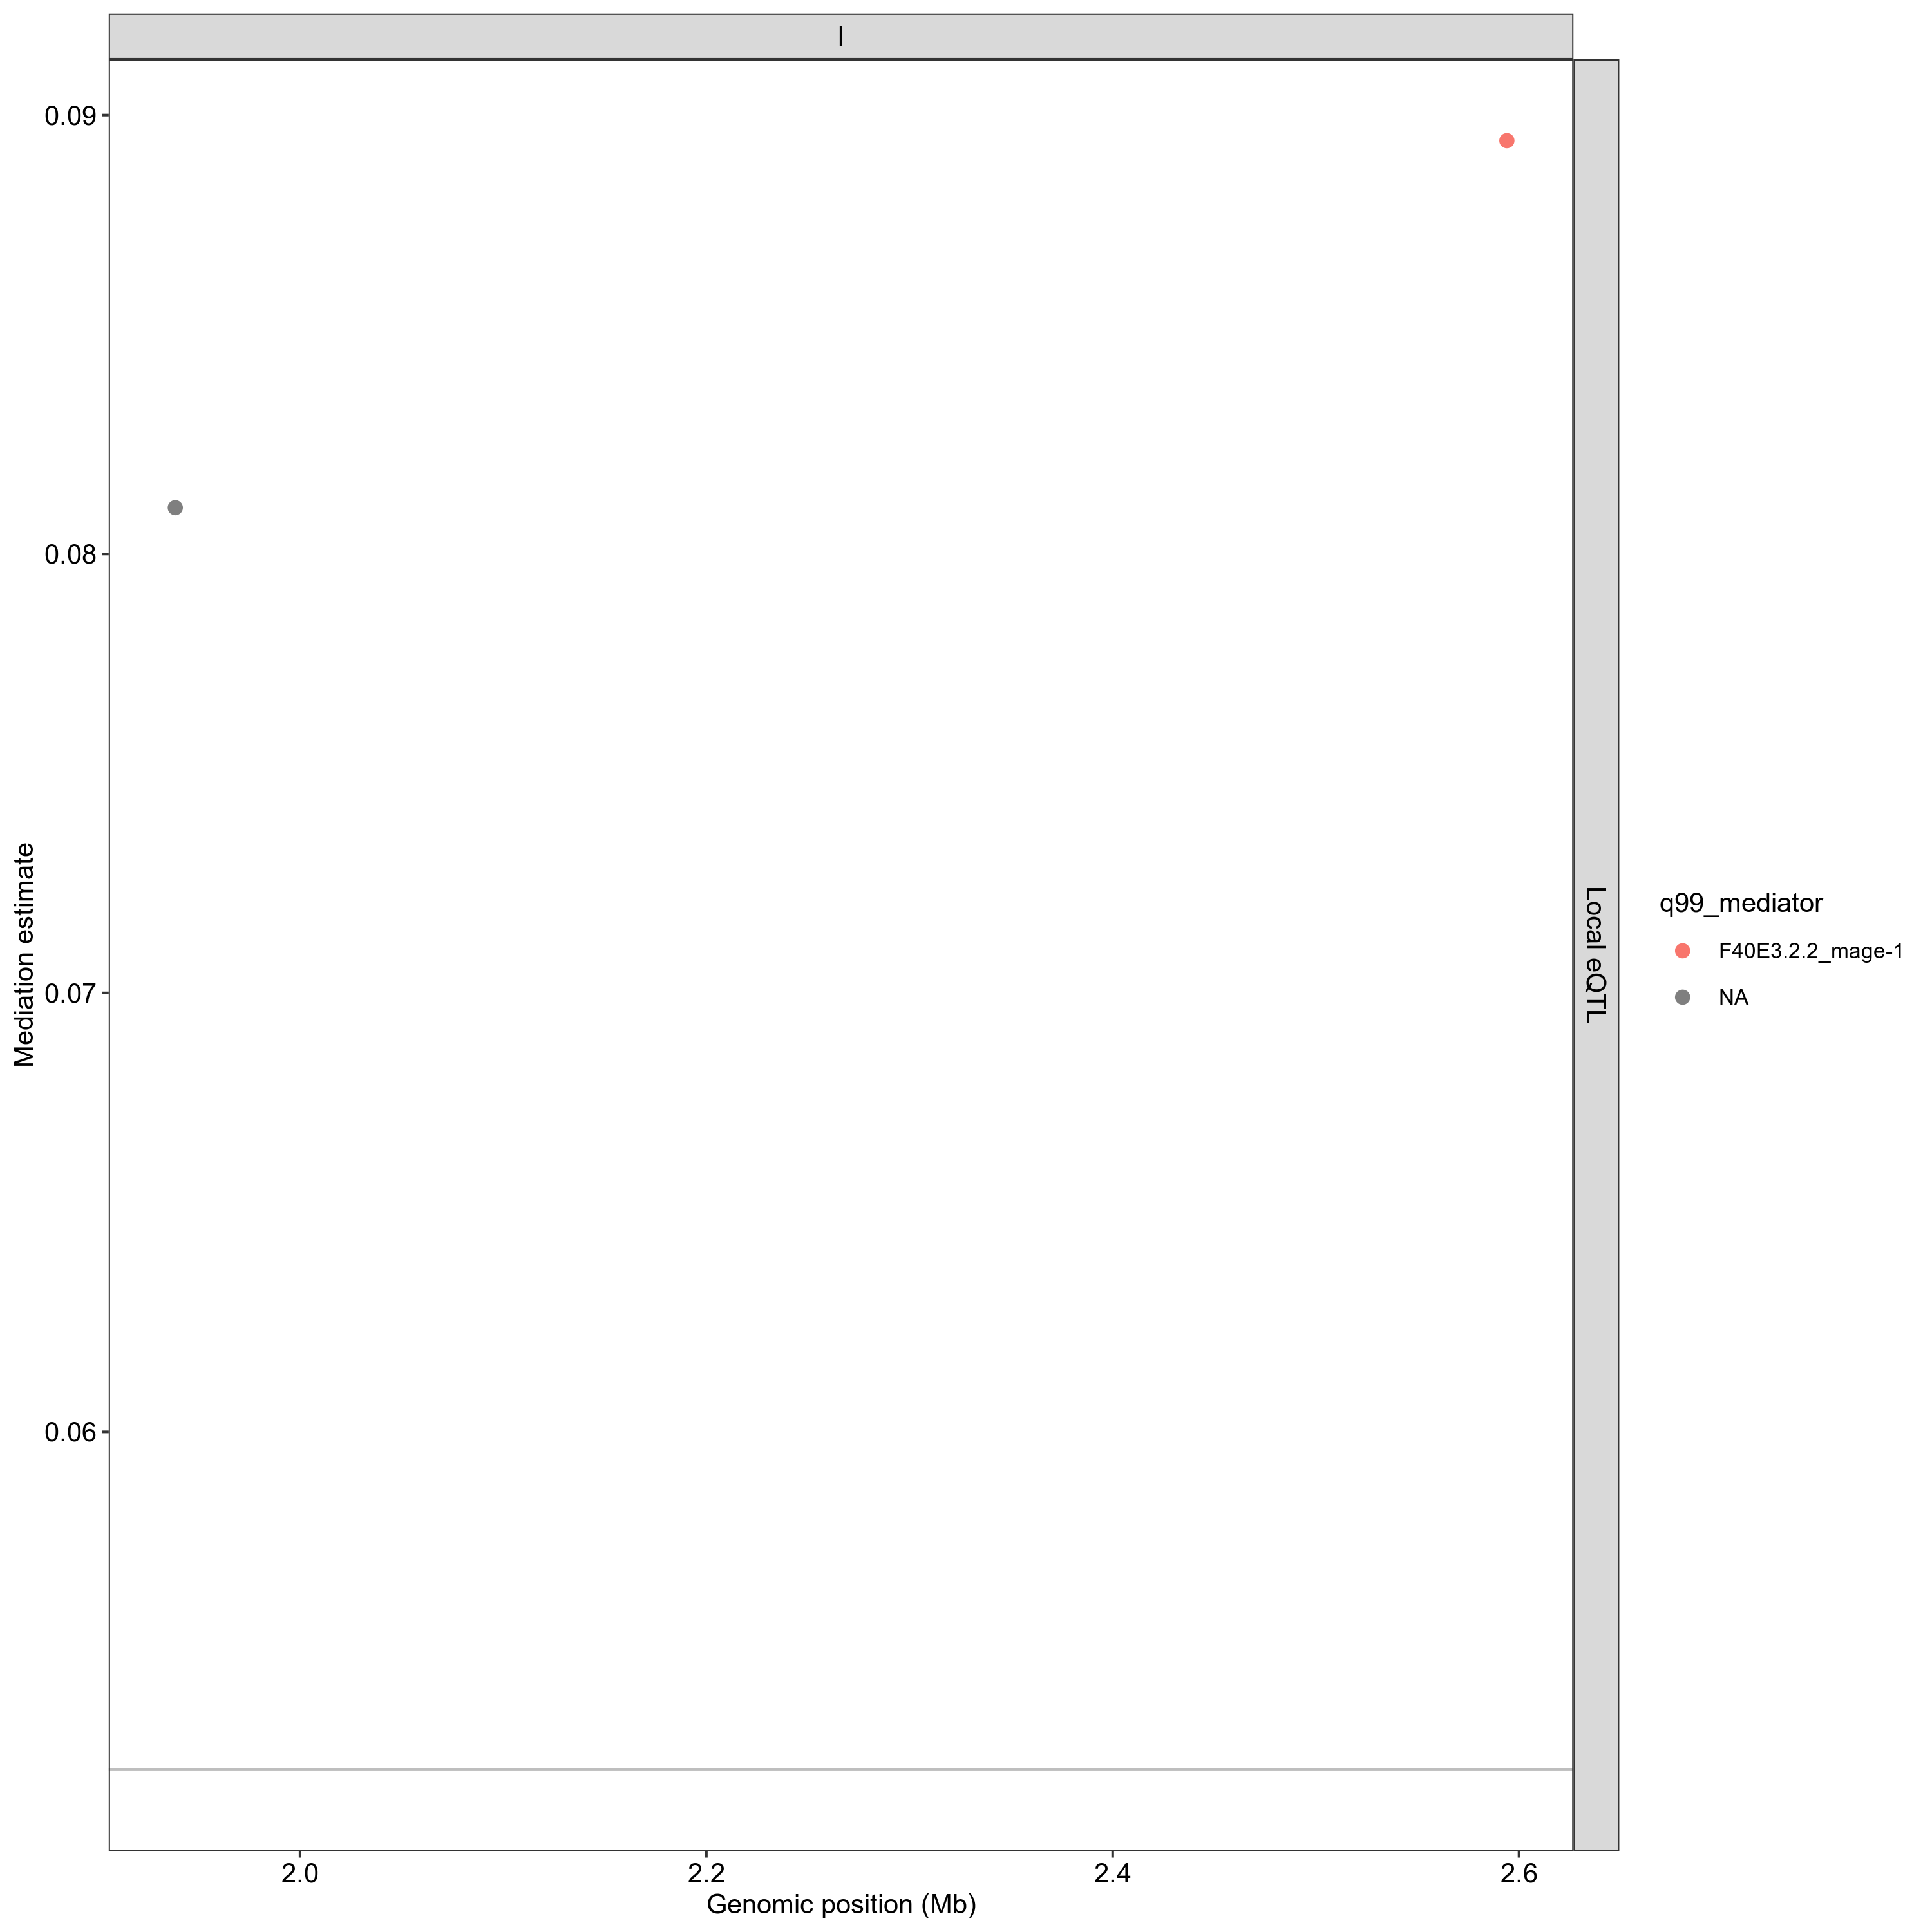 I
0.09
0.08
0.07
0.06
Mediation estimate
2.0
2.2
2.4
2.6
Genomic position (Mb)
Local eQTL
q99_mediator
F40E3.2.2_mage-1
NA